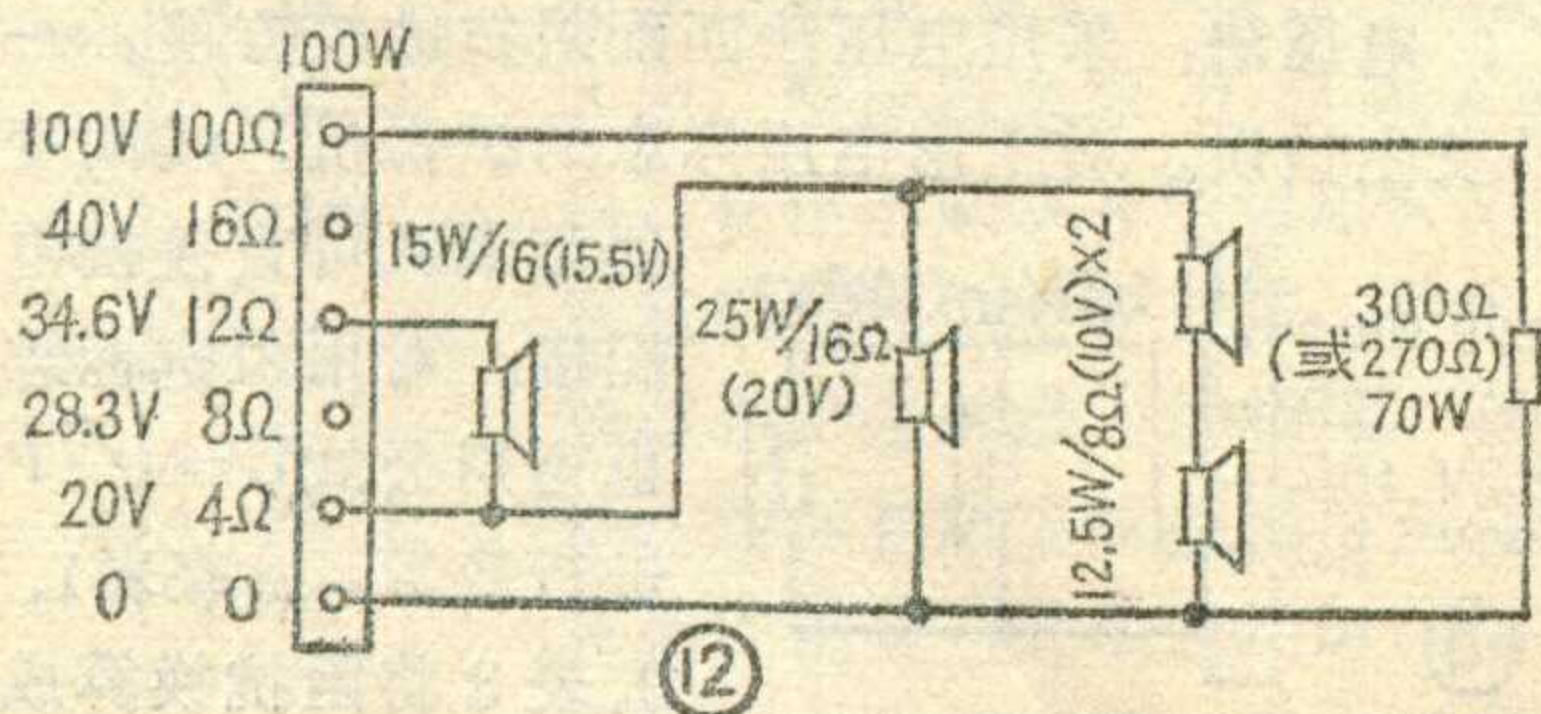 100W
100V 100Ω
40V 16Ω
34.6V 12Ω
28.3V 8Ω
20V 4Ω
0 0
15W/16(15.5V)
25W/16Ω
(20V)
12.5W/8Ω(10V)×2
300Ω
(或270Ω)
70W
12